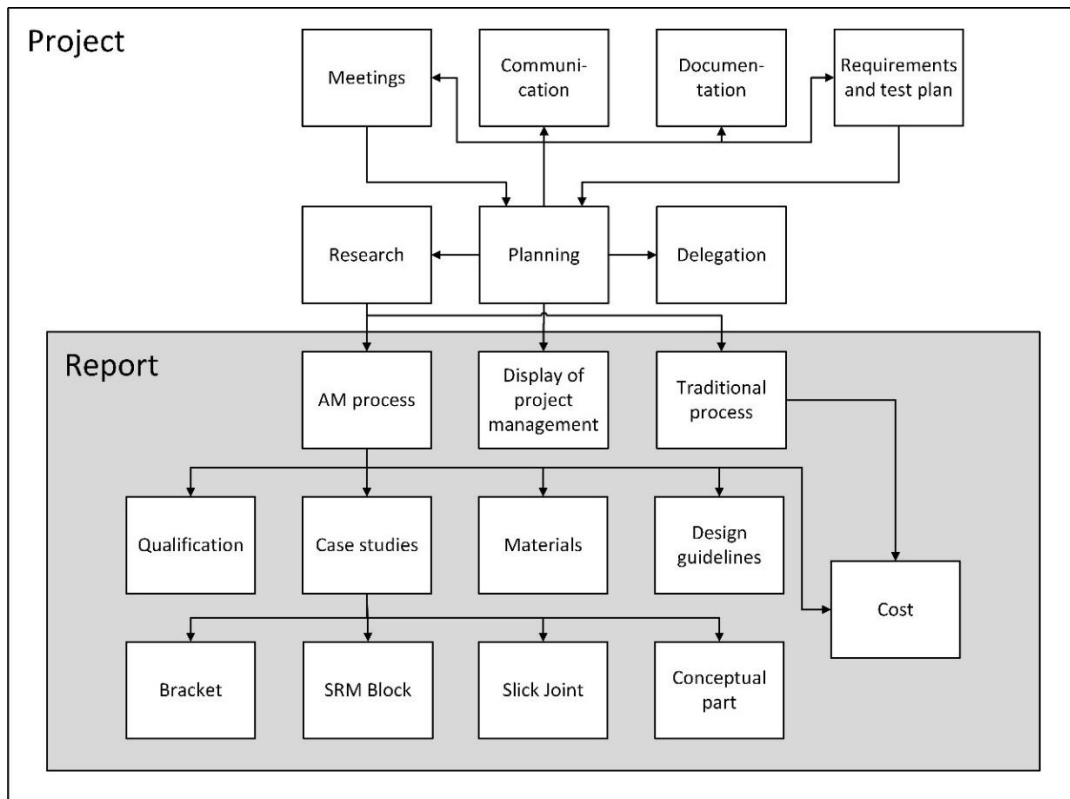 Project
Meetings
Communi-
cation
Documen-
tation
Requirements
and test plan
Research
Planning
Delegation
Report
AM process
Display of
project
management
Traditional
process
Qualification
Case studies
Materials
Design
guidelines
Cost
Bracket
SRM Block
Slick Joint
Conceptual
part